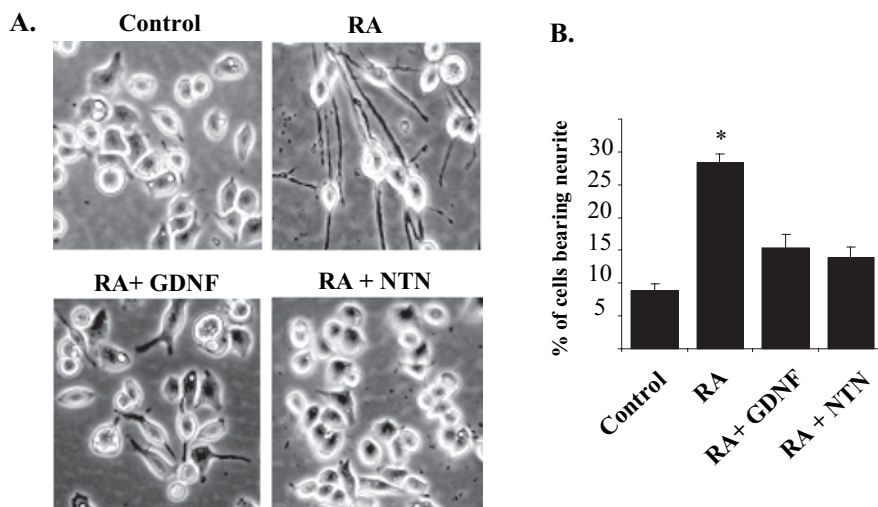 A.
Control
RA
RA+ GDNF
RA + NTN
B.
% of cells bearing neurite
30
25
20
15
10
5
*
Control
RA
RA+ GDNF
RA + NTN